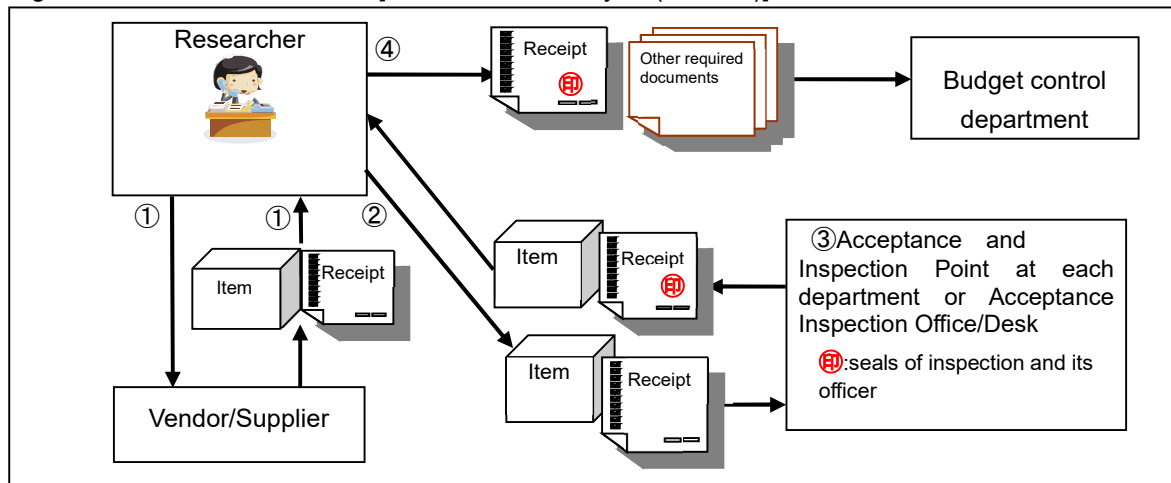 Researcher
④
Receipt
印
Other required
documents
Budget control
department
①
①
②
Item
Receipt
Item
Receipt
印
③Acceptance and
Inspection Point at each
department or Acceptance
Inspection Office/Desk
印:seals of inspection and its
officer
Item
Receipt
Vendor/Supplier